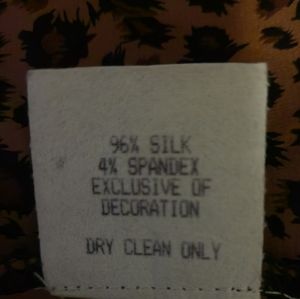 96% SILK
4% SPANDEX
EXCLUSIVE OF
DECORATION
DRY CLEAN ONLY